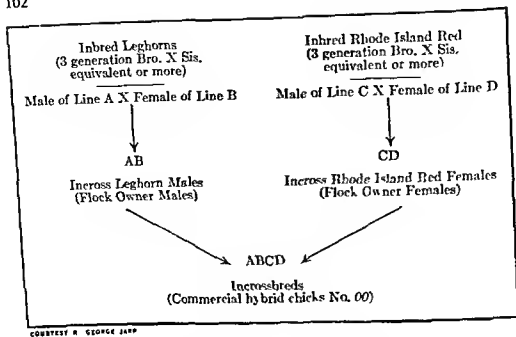 102
Inbred Leghorns
(3 generation Bro. X Sis.
equivalent or more)
Male of Line A X Female of Line B
AB
Incross Leghorn Males
(Flock Owner Males)
Inhred Rhode Island Red
(3 generation Bro. X Sis.
equivalent or more)
Male of Line C X Female of Line D
CD
Incross Rhode Island Red Females
(Flock Owner Females)
ABCD
Incrossbreds
(Commercial hybrid chicks No. 00)
COURTESY R GEORGE JAAP